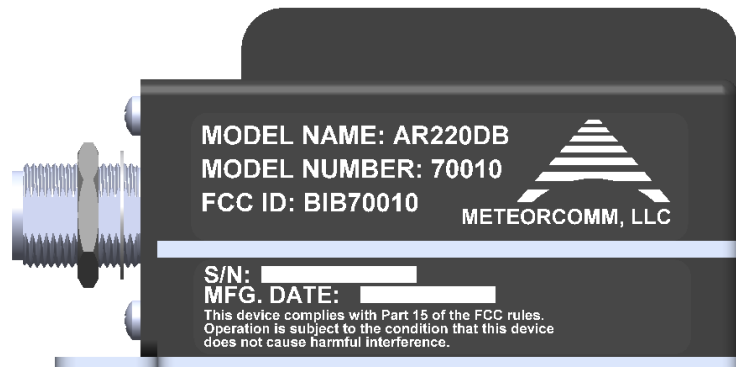 MODEL NAME: AR220DB
MODEL NUMBER: 70010
FCC ID: BIB70010
METEORCOMM, LLC
S/N:
MFG. DATE:
This device complies with Part 15 of the FCC rules.
Operation is subject to the condition that this device
does not cause harmful interference.